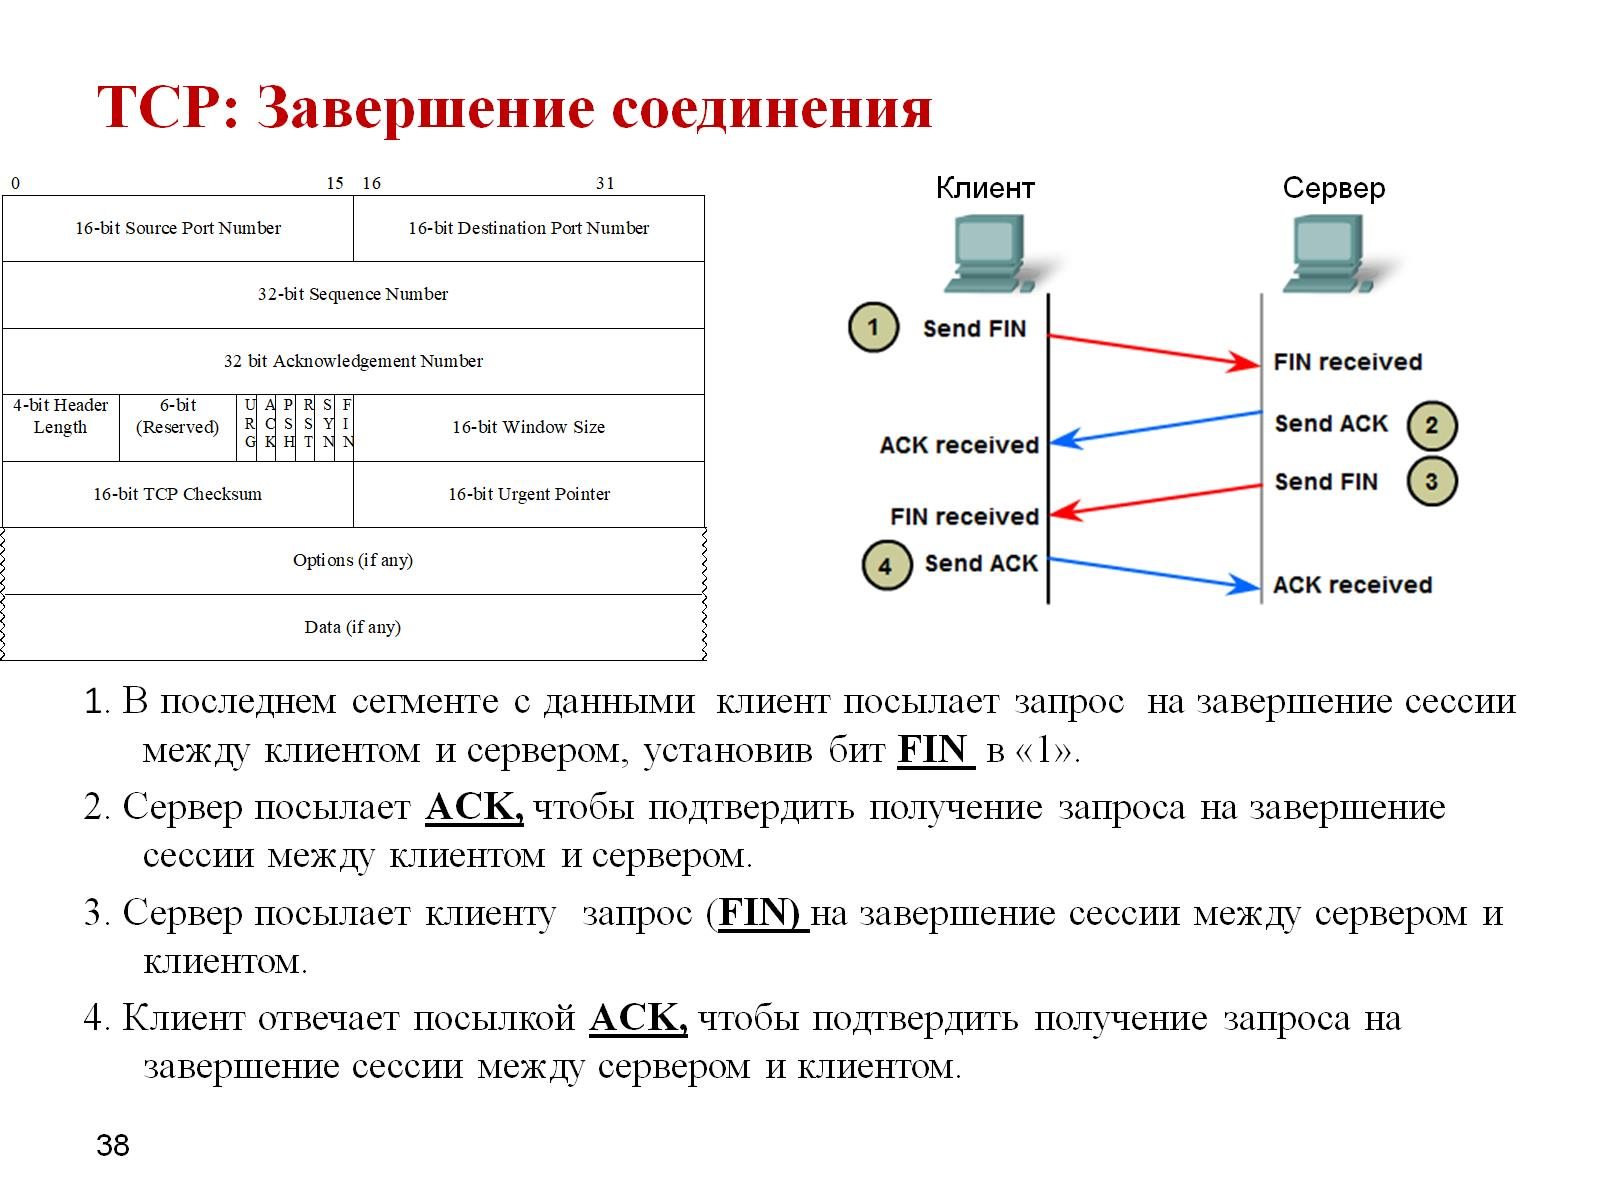 TCP: Завершение соединения
0 15 16 31
16-bit Source Port Number 16-bit Destination Port Number
32-bit Sequence Number
32 bit Acknowledgement Number
4-bit Header Length 6-bit (Reserved) URG ACK PSH RST SYN FIN 16-bit Window Size
16-bit TCP Checksum 16-bit Urgent Pointer
Options (if any)
Data (if any)
Клиент Сервер
1 Send FIN
FIN received
Send ACK 2
ACK received
Send FIN 3
FIN received
4 Send ACK
ACK received
1. В последнем сегменте с данными клиент посылает запрос на завершение сессии
между клиентом и сервером, установив бит FIN в «1».
2. Сервер посылает ACK, чтобы подтвердить получение запроса на завершение
сессии между клиентом и сервером.
3. Сервер посылает клиенту запрос (FIN) на завершение сессии между сервером и
клиентом.
4. Клиент отвечает посылкой ACK, чтобы подтвердить получение запроса на
завершение сессии между сервером и клиентом.
38